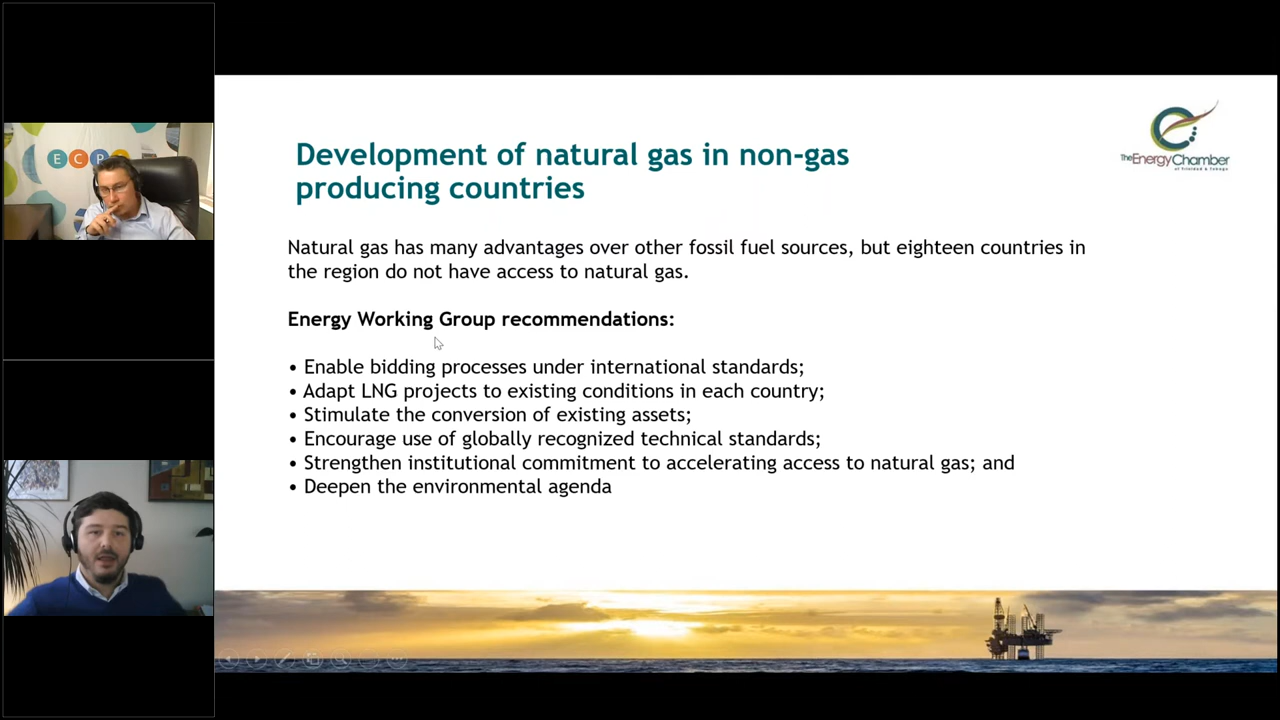 E C P
Development of natural gas in non-gas
producing countries
The Energy Chamber
of Trinidad & Tobago
Natural gas has many advantages over other fossil fuel sources, but eighteen countries in
the region do not have access to natural gas.
Energy Working Group recommendations:
• Enable bidding processes under international standards;
• Adapt LNG projects to existing conditions in each country;
• Stimulate the conversion of existing assets;
• Encourage use of globally recognized technical standards;
• Strengthen institutional commitment to accelerating access to natural gas; and
• Deepen the environmental agenda